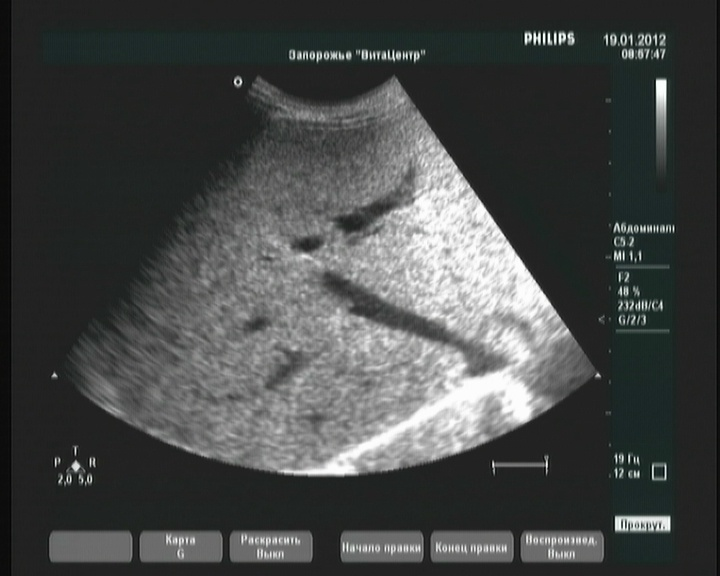 PHILIPS
19.01.2012
08:57:47
Запорожье "ВитаЦентр"
Абдоминал
C5 2
MI 1,1
F2
48 %
232dB/C4
G/2/3
P T R
2,0 5,0
19 Гц
12 см
Прокрут.
Карта
G
Раскрасить
Выкл
Начало правки
Конец правки
Воспроизвед.
Выкл